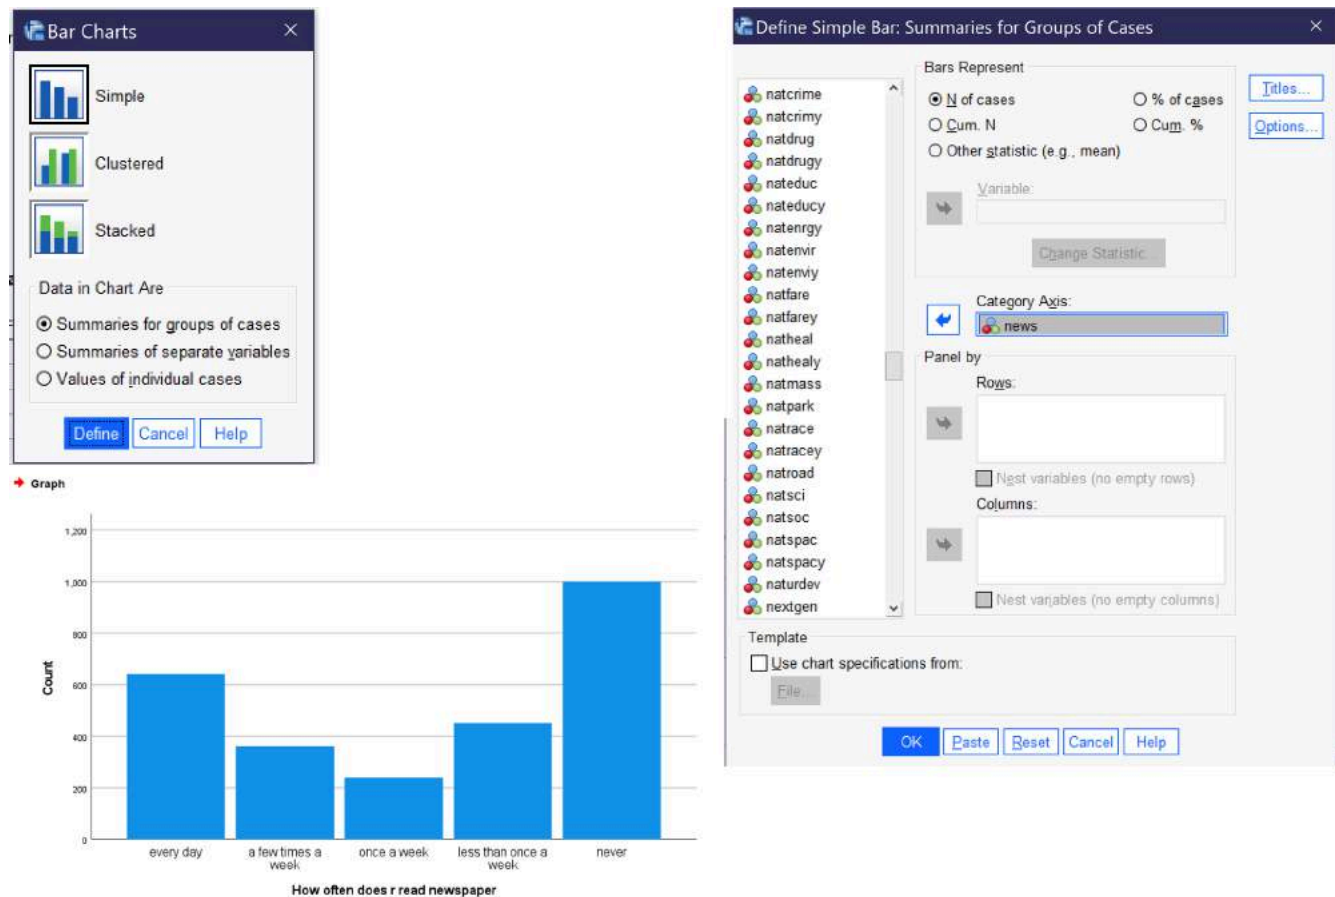 Bar Charts
Simple
Clustered
Stacked
Data in Chart Are
Summaries for groups of cases
Summaries of separate variables
Values of individual cases
Define Cancel Help
Graph
1,200
1,000
800
600
400
200
0
Count
every day
a few times a
week
once a week
less than once a
week
never
How often does r read newspaper
Define Simple Bar: Summaries for Groups of Cases
natcrime
natcrimy
natdrug
natdrugy
nateduc
nateducy
natenrgy
natenvir
natenviy
natfare
natfarey
natheal
nathealy
natmass
natpark
natrace
natracey
natroad
natsci
natsoc
natspac
natspacy
naturdev
nextgen
Bars Represent
N of cases % of cases
Cum. N Cum. %
Other statistic (e.g., mean)
Variable:
Change Statistic...
Category Axis:
news
Panel by
Rows:
Nest variables (no empty rows)
Columns:
Nest variables (no empty columns)
Titles...
Options...
Template
Use chart specifications from:
File...
OK Paste Reset Cancel Help